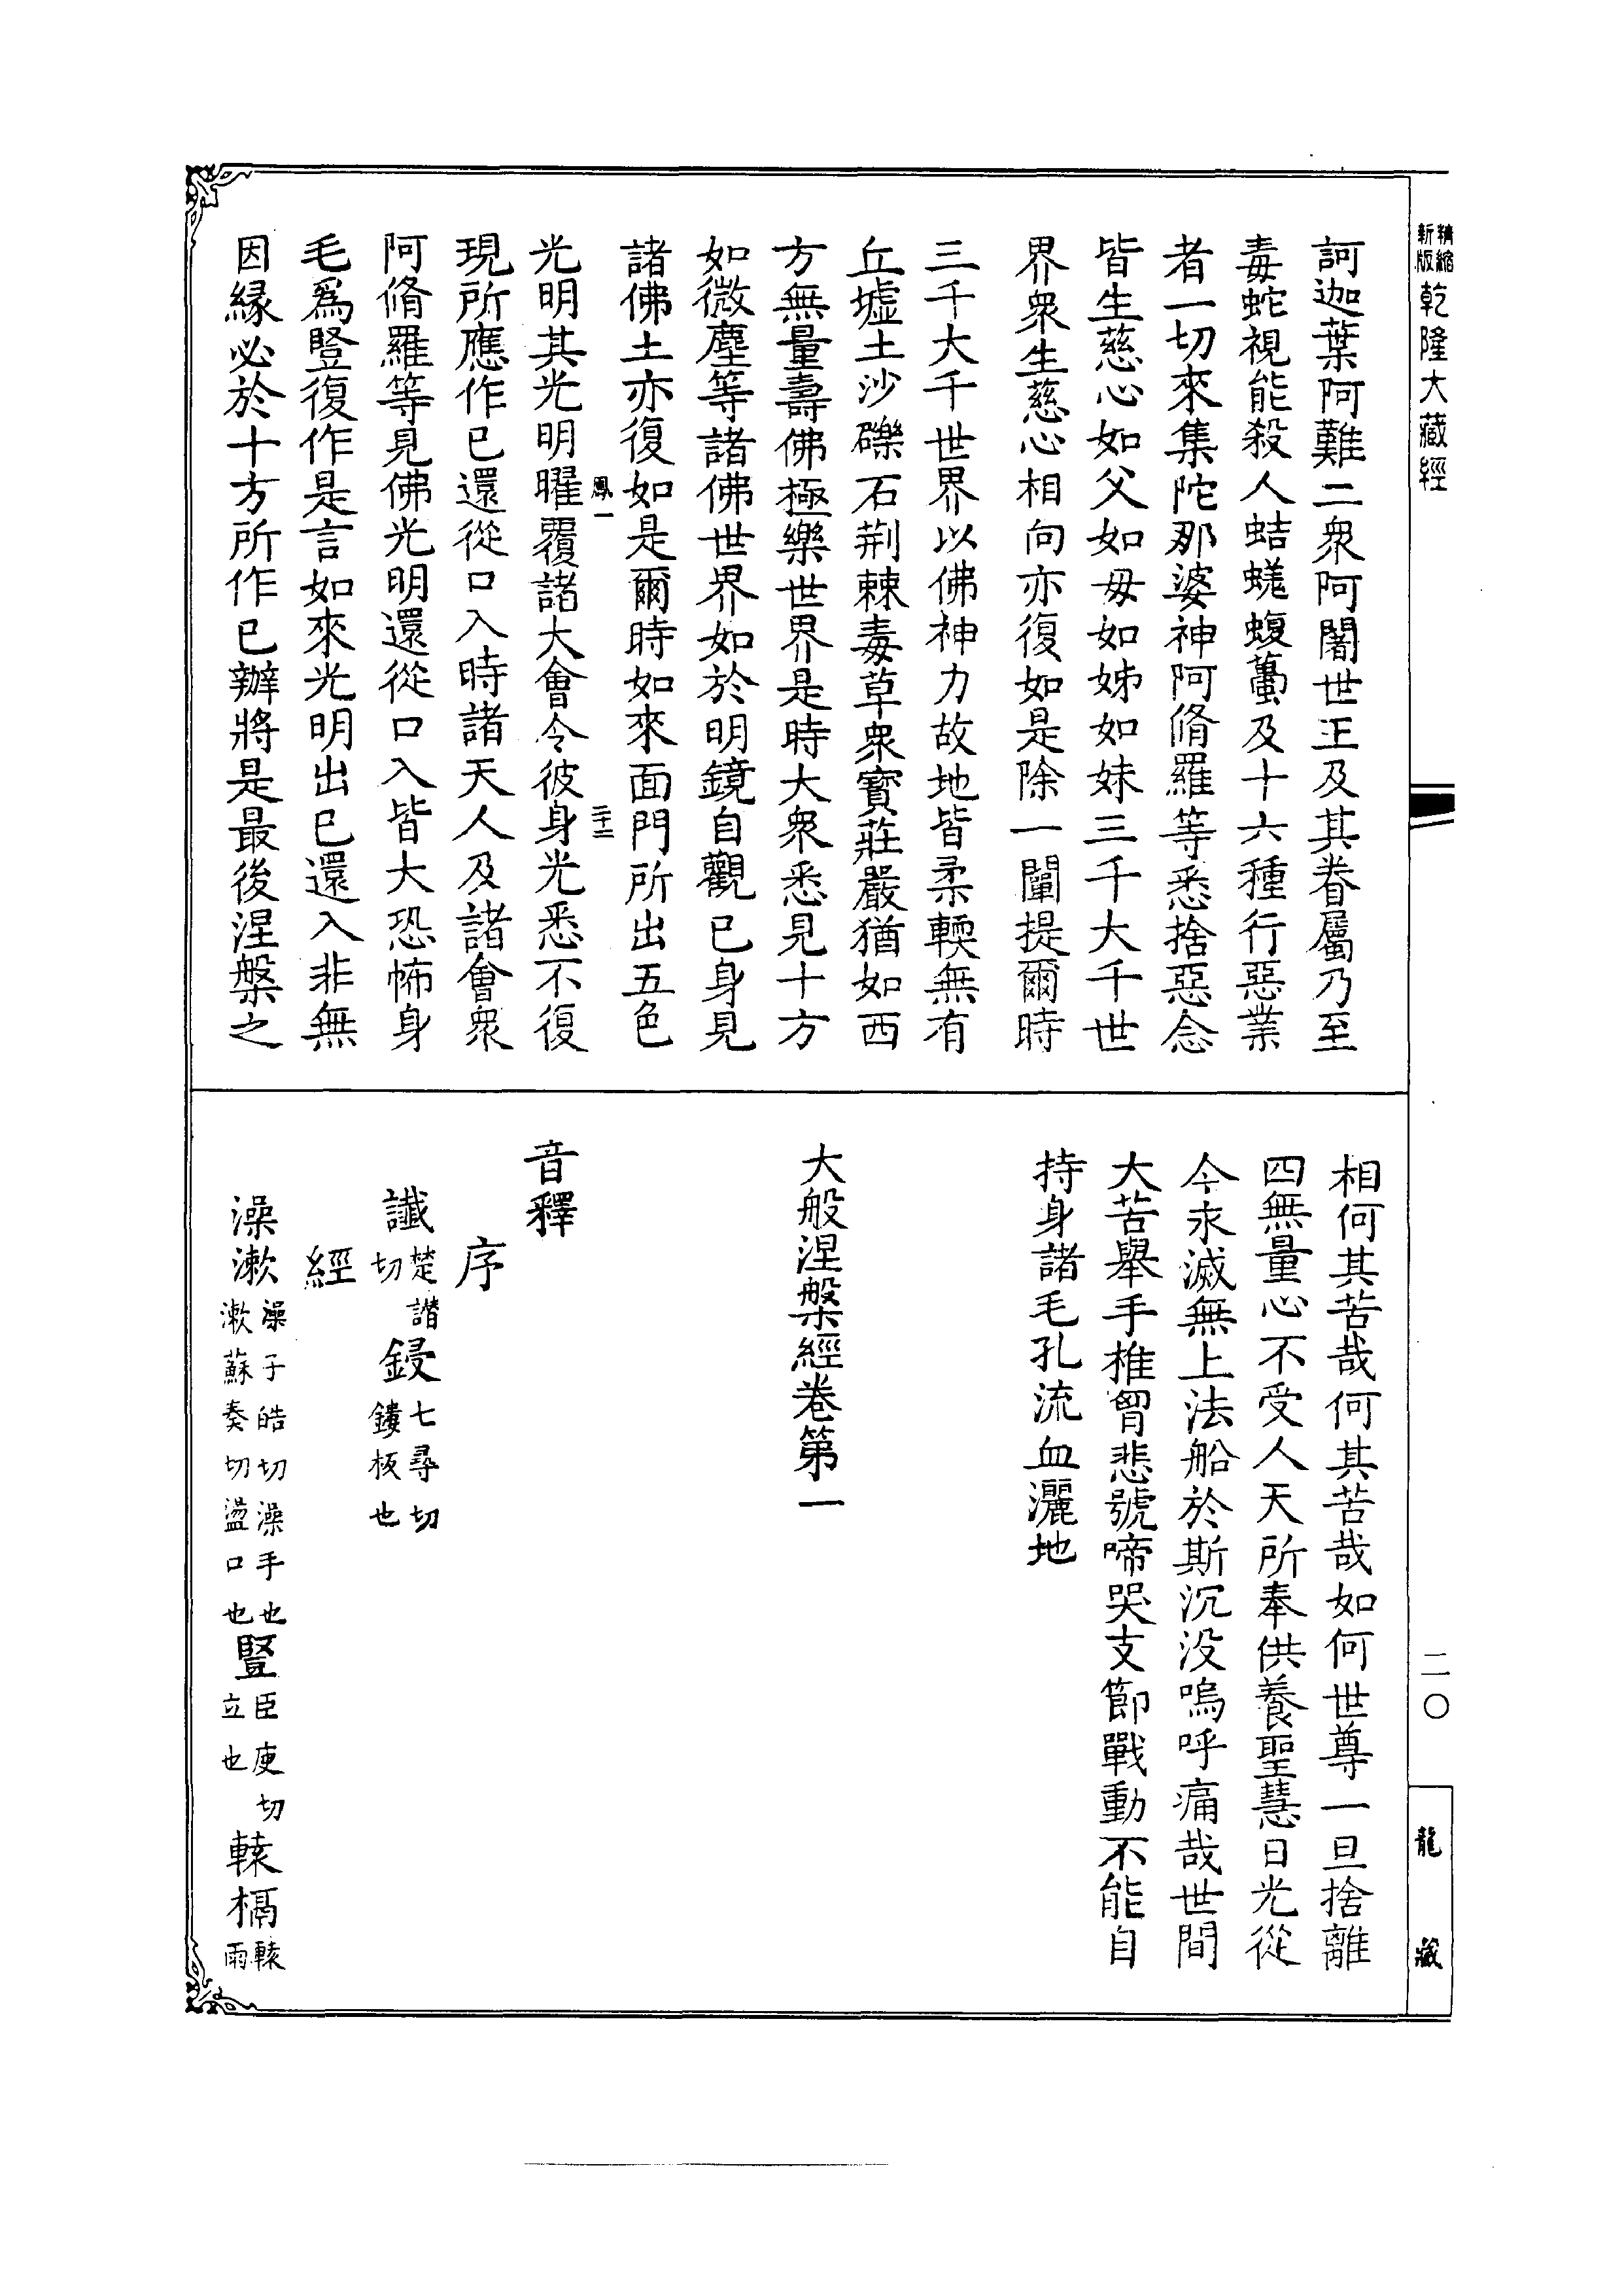 精縮
新版
乾隆大藏經
訶迦葉阿難二眾阿闍世王及其眷屬乃至
毒蛇視能殺人蛣蜣蝮蠆及十六種行惡業
者一切來集陀那婆神阿脩羅等悉捨惡念
皆生慈心如父如母如姊如妹三千大千世
界眾生慈心相向亦復如是除一闡提爾時
三千大千世界以佛神力故地皆柔輭無有
丘墟土沙礫石荆棘毒草眾寶莊嚴猶如西
方無量壽佛極樂世界是時大眾悉見十方
如微塵等諸佛世界如於明鏡自觀已身見
諸佛土亦復如是爾時如來面門所出五色
鳳一
二十二
光明其光明曜覆諸大會令彼身光悉不復
現所應作已還從口入時諸天人及諸會眾
阿脩羅等見佛光明還從口入皆大恐怖身
毛爲豎復作是言如來光明出已還入非無
因緣必於十方所作已辦將是最後涅槃之
相何其苦哉何其苦哉如何世尊一旦捨離
四無量心不受人天所奉供養聖慧日光從
今永滅無上法船於斯沉没嗚呼痛哉世間
大苦舉手椎胷悲號啼哭支節戰動不能自
持身諸毛孔流血灑地
大般涅槃經卷第一
音釋
序
讖楚譖切鋟七尋切鏤板也
經
澡漱澡子皓切澡手也漱蘇奏切盪口也豎臣庾切立也轅槅轅雨
二〇
龍藏